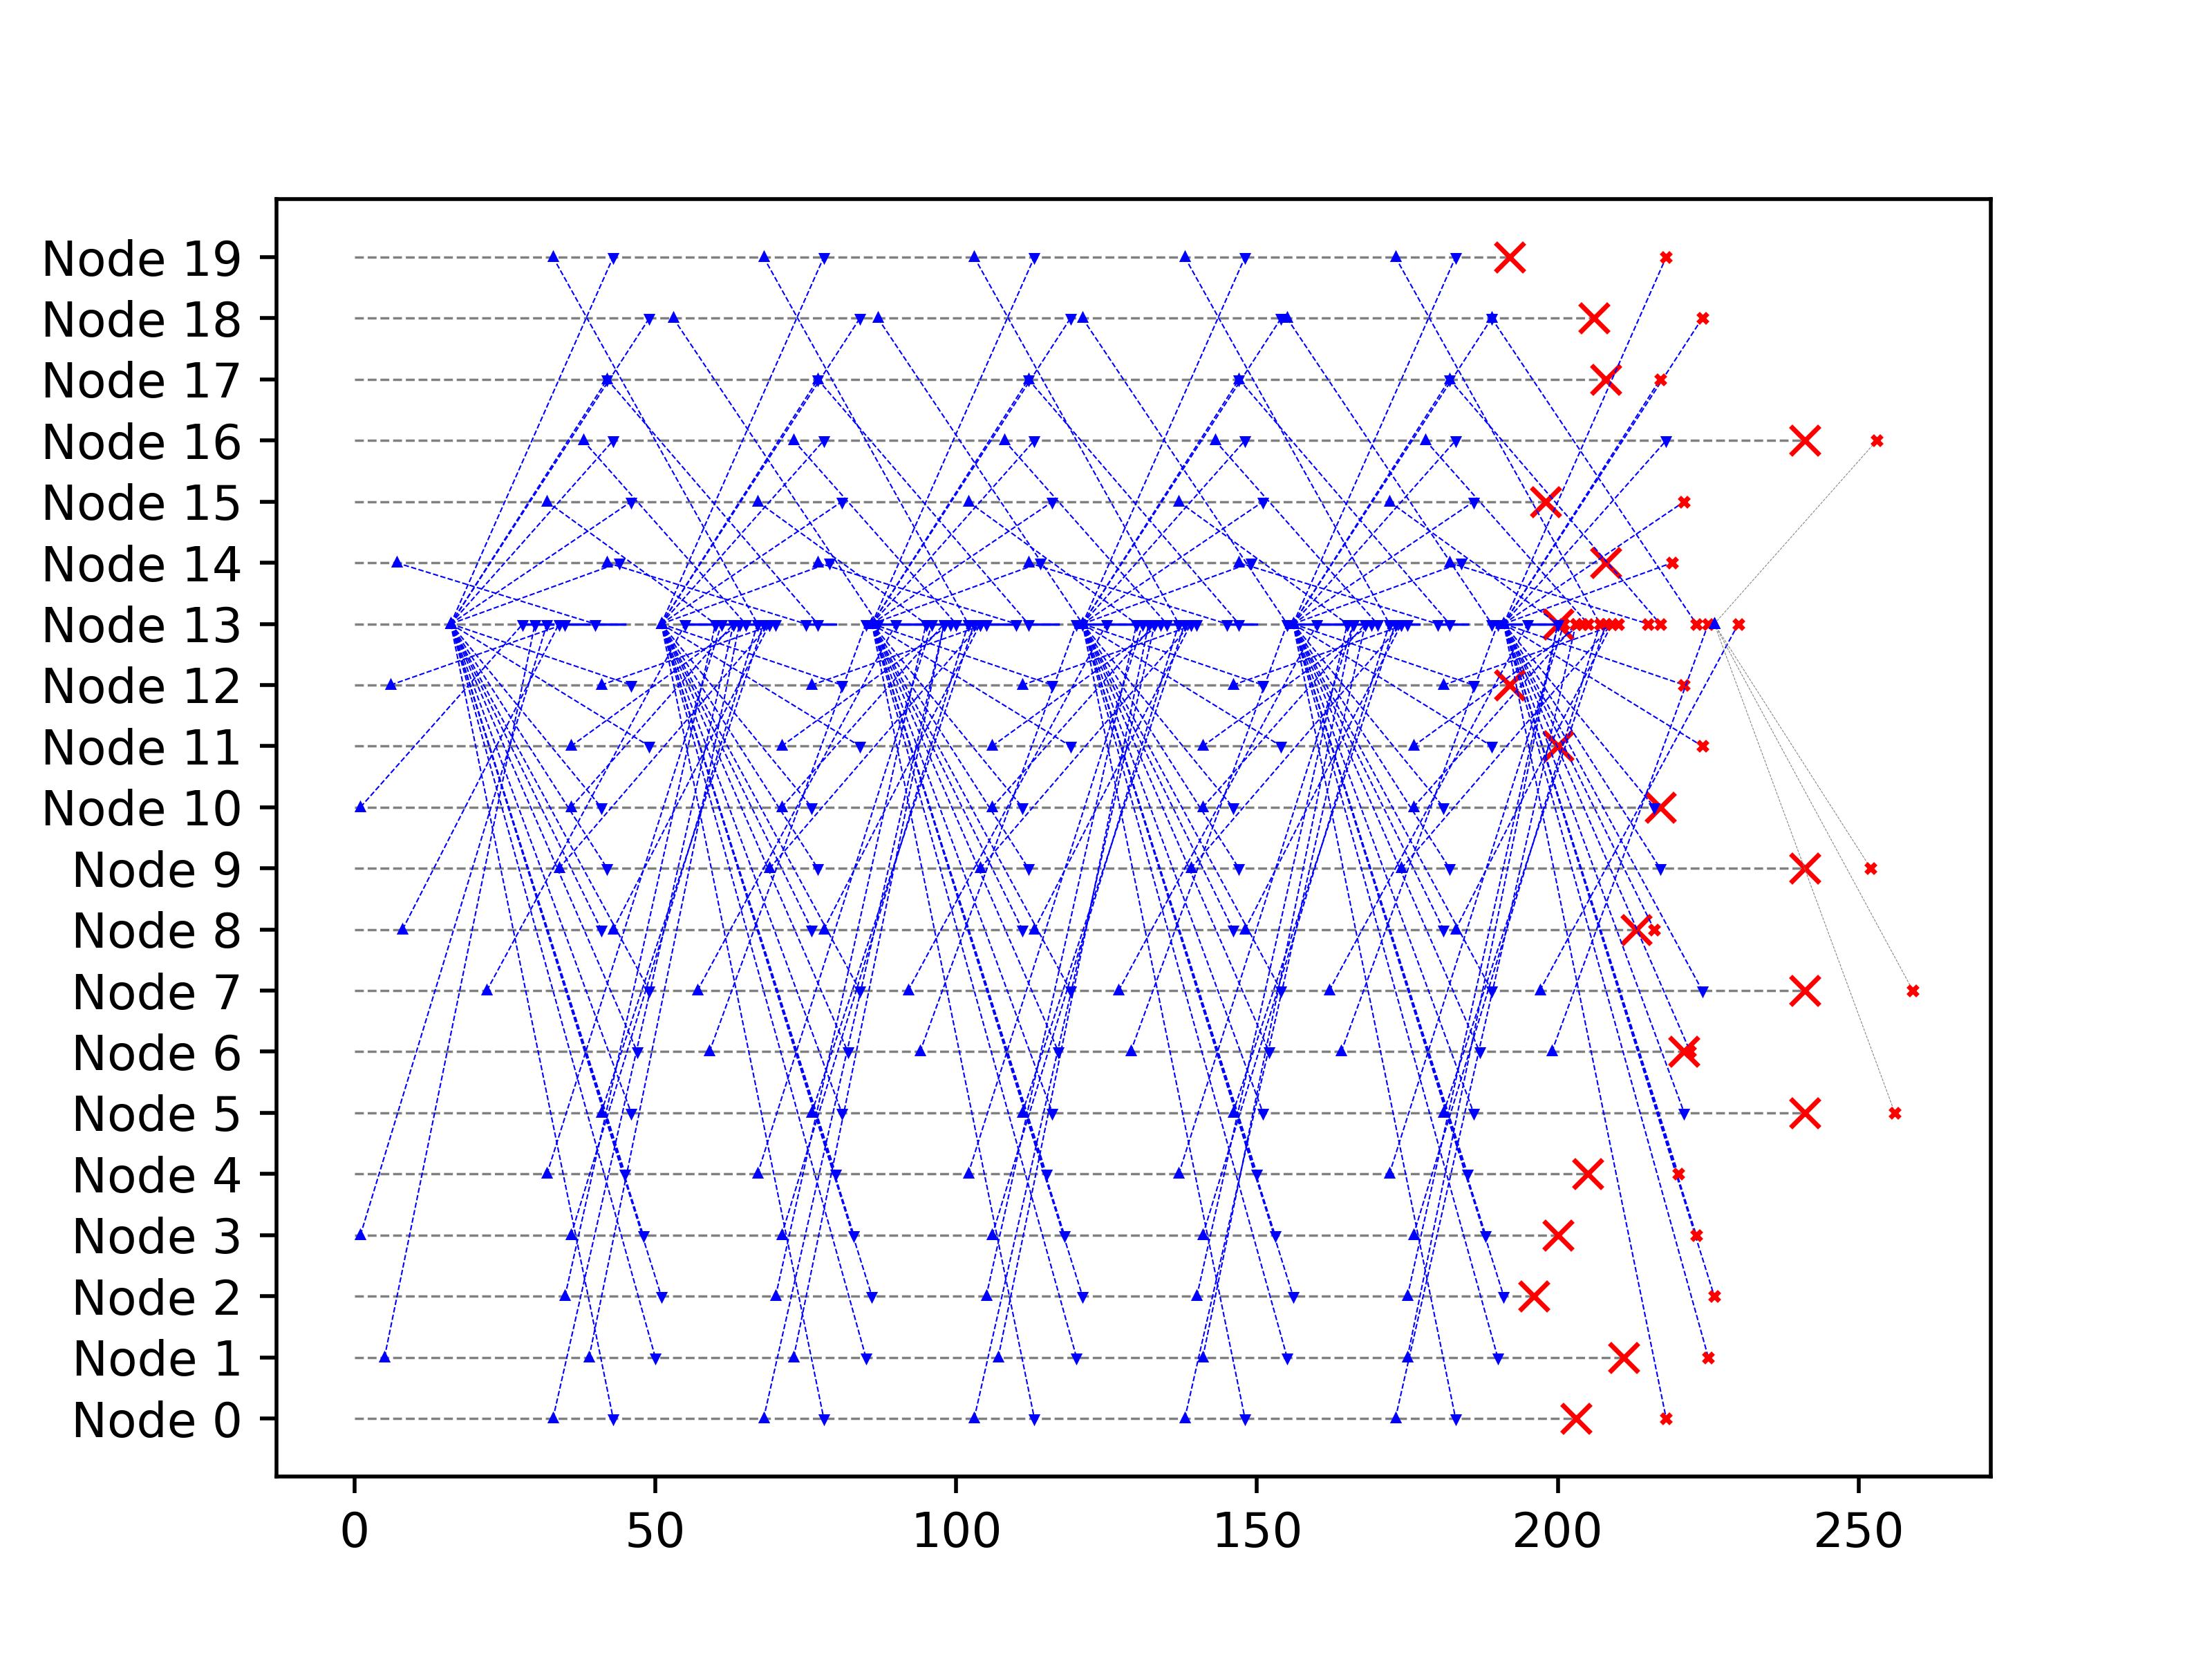 Node 19
Node 18
Node 17
Node 16
Node 15
Node 14
Node 13
Node 12
Node 11
Node 10
Node 9
Node 8
Node 7
Node 6
Node 5
Node 4
Node 3
Node 2
Node 1
Node 0
0 50 100 150 200 250